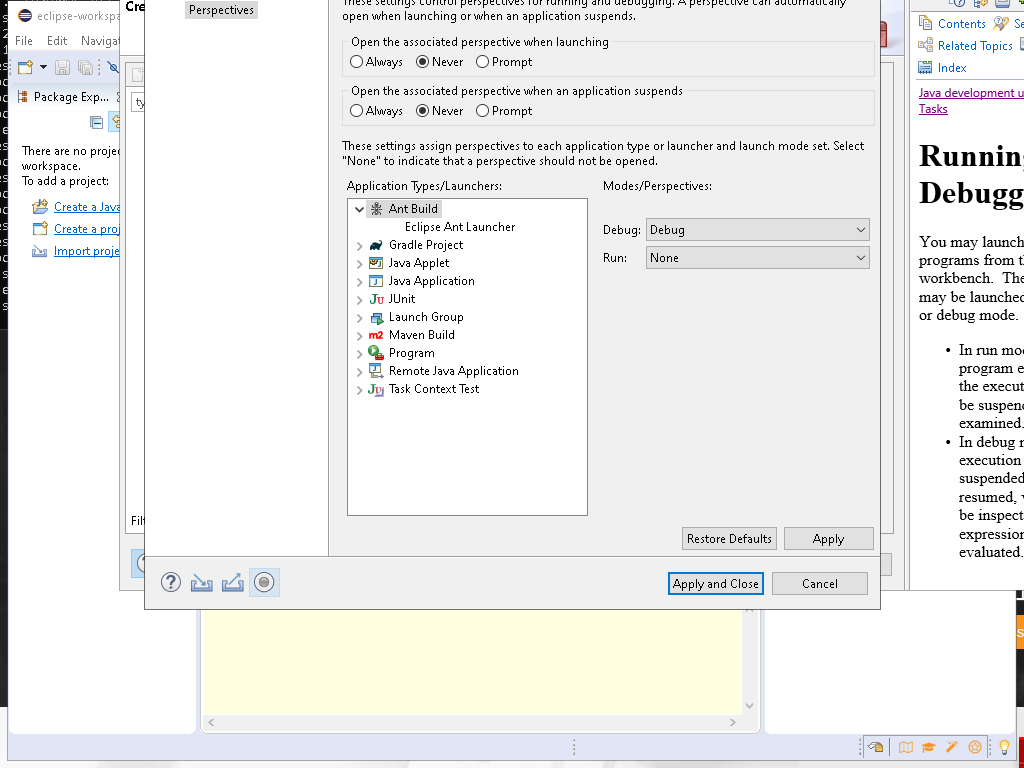 eclipse-workspa
Cre
File Edit Navigat
Package Exp...
ty
There are no proje
workspace.
To add a project:
Create a Java
Create a proj
Import proje
Filt
Perspectives
These settings control perspectives for running and debugging. A perspective can automatically
open when launching or when an application suspends.
Open the associated perspective when launching
Always Never Prompt
Open the associated perspective when an application suspends
Always Never Prompt
These settings assign perspectives to each application type or launcher and launch mode set. Select
"None" to indicate that a perspective should not be opened.
Application Types/Launchers:
Modes/Perspectives:
Ant Build
Eclipse Ant Launcher
Gradle Project
Java Applet
Java Application
JUnit
Launch Group
Maven Build
Program
Remote Java Application
Task Context Test
Debug: Debug
Run: None
Restore Defaults Apply
Apply and Close Cancel
Contents Se
Related Topics
Index
Java development u
Tasks
Running
Debugg
You may launch
programs from th
workbench. The
may be launched
or debug mode.
• In run mod
program e
the execut
be suspend
examined.
• In debug m
execution
suspended
resumed, v
be inspect
expression
evaluated.